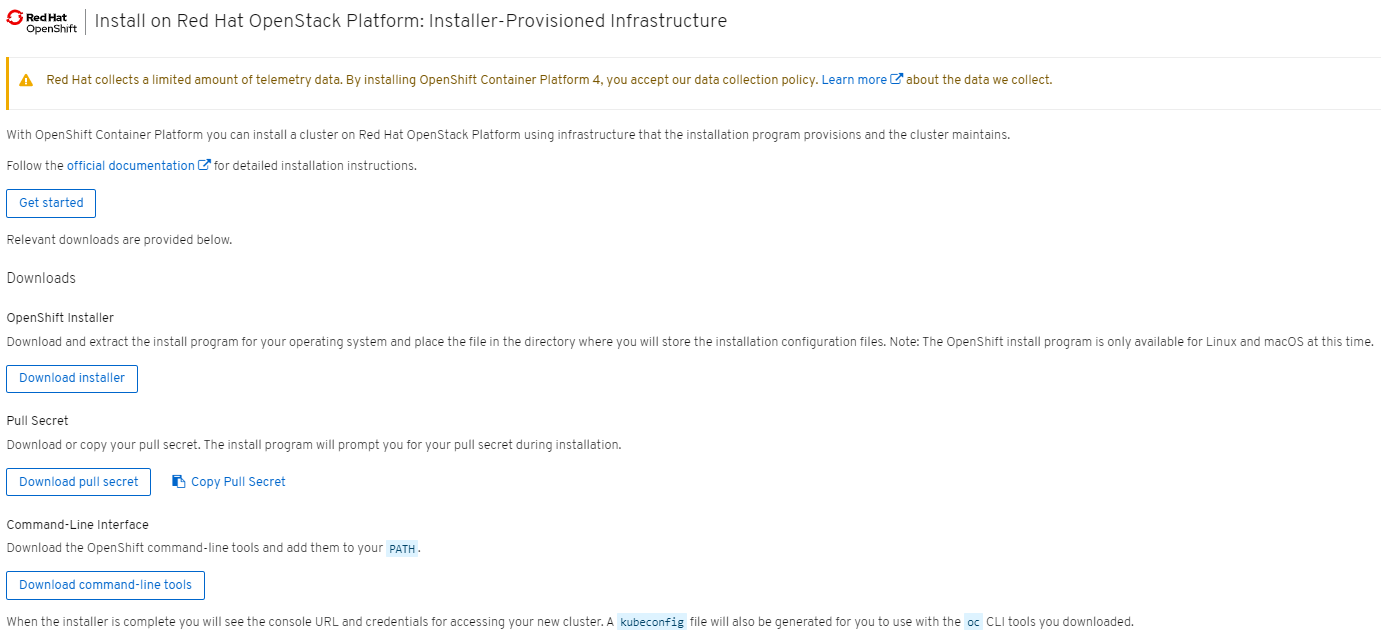 Red Hat
OpenShift
Install on Red Hat OpenStack Platform: Installer-Provisioned Infrastructure
Red Hat collects a limited amount of telemetry data. By installing OpenShift Container Platform 4, you accept our data collection policy. Learn more about the data we collect.
With OpenShift Container Platform you can install a cluster on Red Hat OpenStack Platform using infrastructure that the installation program provisions and the cluster maintains.
Follow the official documentation for detailed installation instructions.
Get started
Relevant downloads are provided below.
Downloads
OpenShift Installer
Download and extract the install program for your operating system and place the file in the directory where you will store the installation configuration files. Note: The OpenShift install program is only available for Linux and macOS at this time.
Download installer
Pull Secret
Download or copy your pull secret. The install program will prompt you for your pull secret during installation.
Download pull secret Copy Pull Secret
Command-Line Interface
Download the OpenShift command-line tools and add them to your PATH.
Download command-line tools
When the installer is complete you will see the console URL and credentials for accessing your new cluster. A kubeconfig file will also be generated for you to use with the oc CLI tools you downloaded.